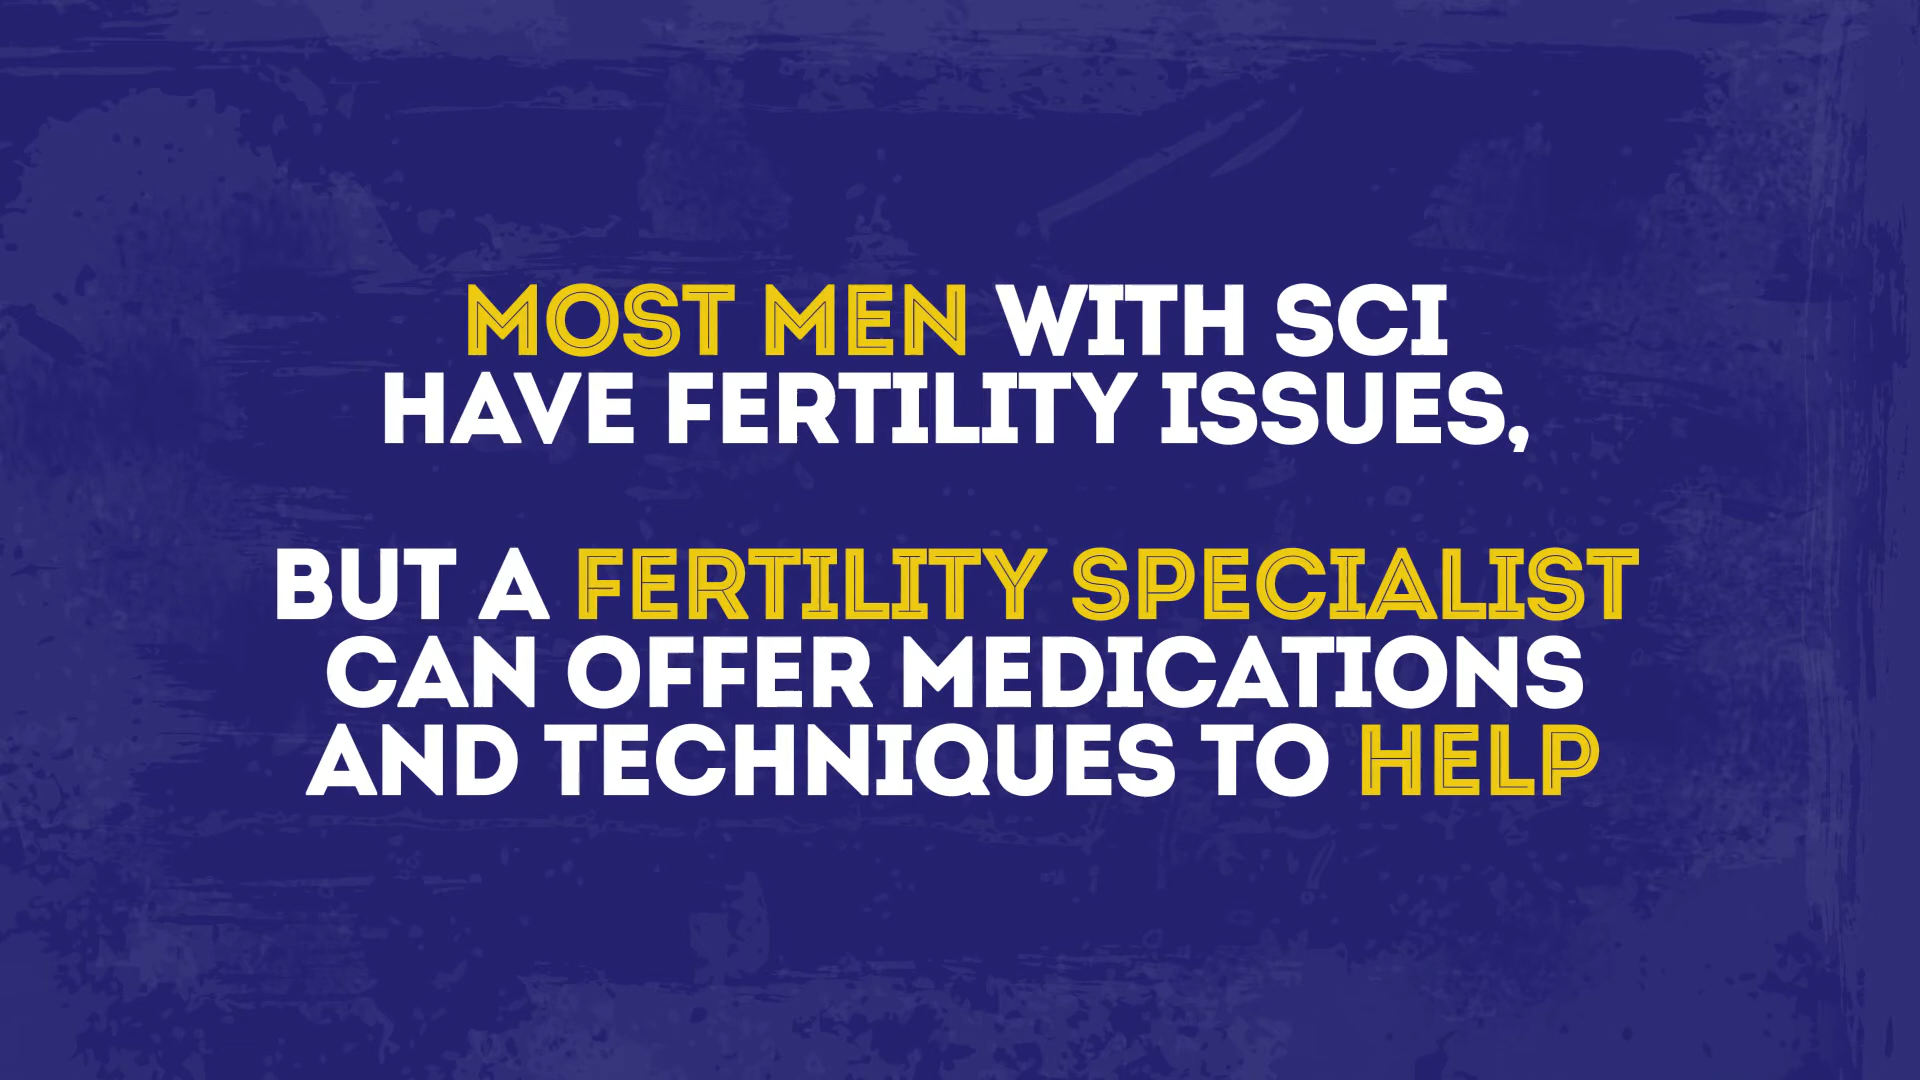 MOST MEN WITH SCI
HAVE FERTILITY ISSUES,
BUT A FERTILITY SPECIALIST
CAN OFFER MEDICATIONS
AND TECHNIQUES TO HELP